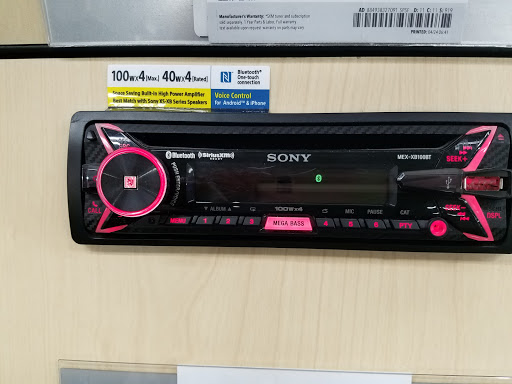 Manufacturer's Warranty:
100W x 4 [Max.] 40W x 4 [Rated]
Space Saving Built-in High Power Amplifier
Best Match with Sony XS-XB Series Speakers
N
Bluetooth®
One-touch
connection
Voice Control
for Android™ & iPhone
Bluetooth
SiriusXM
READY
SONY
MEX-XB100BT
SEEK+
CALL
ALBUM
100W x 4
MIC
PAUSE
CAT
DSPL
MENU
1
2
3
MEGA BASS
4
5
6
PTY